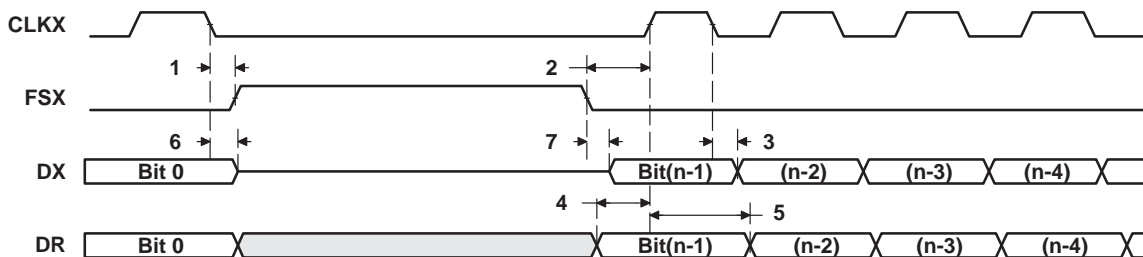 CLKX
1 2
FSX
6 7 3
DX Bit 0 Bit(n-1) (n-2) (n-3) (n-4)
4 5
DR Bit 0 Bit(n-1) (n-2) (n-3) (n-4)